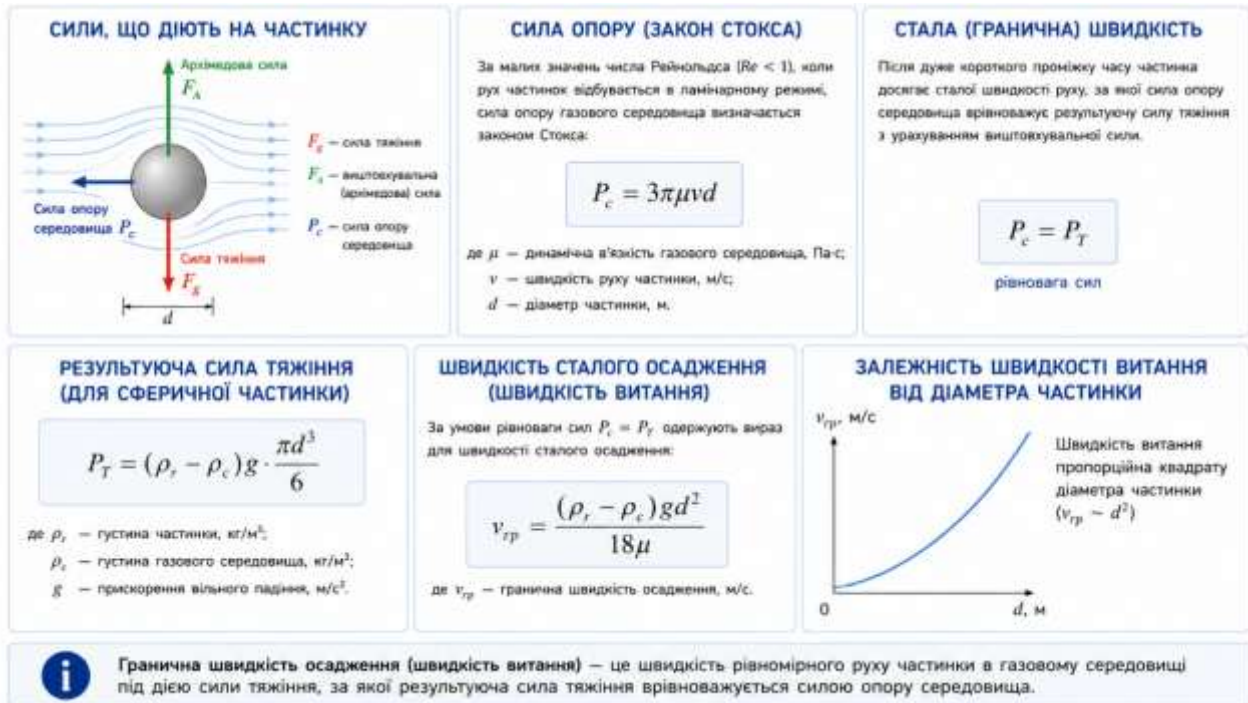 СИЛИ, ЩО ДІЮТЬ НА ЧАСТИНКУ
Архімедова сила
F_A
F_g — сила тяжіння
F_A — виштовхувальна
(архімедова) сила
P_c — сила опору
середовища
Сила опору
середовища P_c
Сила тяжіння
F_g
d
СИЛА ОПОРУ (ЗАКОН СТОКСА)
За малих значень числа Рейнольдса (Re < 1), коли
рух частинок відбувається в ламінарному режимі,
сила опору газового середовища визначається
законом Стокса:
P_c = 3πμvd
де μ — динамічна в'язкість газового середовища, Па·с;
v — швидкість руху частинки, м/с;
d — діаметр частинки, м.
СТАЛА (ГРАНИЧНА) ШВИДКІСТЬ
Після дуже короткого проміжку часу частинка
досягає сталої швидкості руху, за якої сила опору
середовища врівноважує результуючу силу тяжіння
з урахуванням виштовхувальної сили.
P_c = P_T
рівновага сил
РЕЗУЛЬТУЮЧА СИЛА ТЯЖІННЯ
(ДЛЯ СФЕРИЧНОЇ ЧАСТИНКИ)
P_T = (ρ_r − ρ_c) g · πd³/6
де ρ_r — густина частинки, кг/м³;
ρ_c — густина газового середовища, кг/м³;
g — прискорення вільного падіння, м/с².
ШВИДКІСТЬ СТАЛОГО ОСАДЖЕННЯ
(ШВИДКІСТЬ ВИТАННЯ)
За умови рівноваги сил P_c = P_T одержують вираз
для швидкості сталого осадження:
v_гр = (ρ_r − ρ_c) gd² / 18μ
де v_гр — гранична швидкість осадження, м/с.
ЗАЛЕЖНІСТЬ ШВИДКОСТІ ВИТАННЯ
ВІД ДІАМЕТРА ЧАСТИНКИ
v_гр, м/с
Швидкість витання
пропорційна квадрату
діаметра частинки
(v_гр ~ d²)
0
d, м
i
Гранична швидкість осадження (швидкість витання) — це швидкість рівномірного руху частинки в газовому середовищі
під дією сили тяжіння, за якої результуюча сила тяжіння врівноважується силою опору середовища.